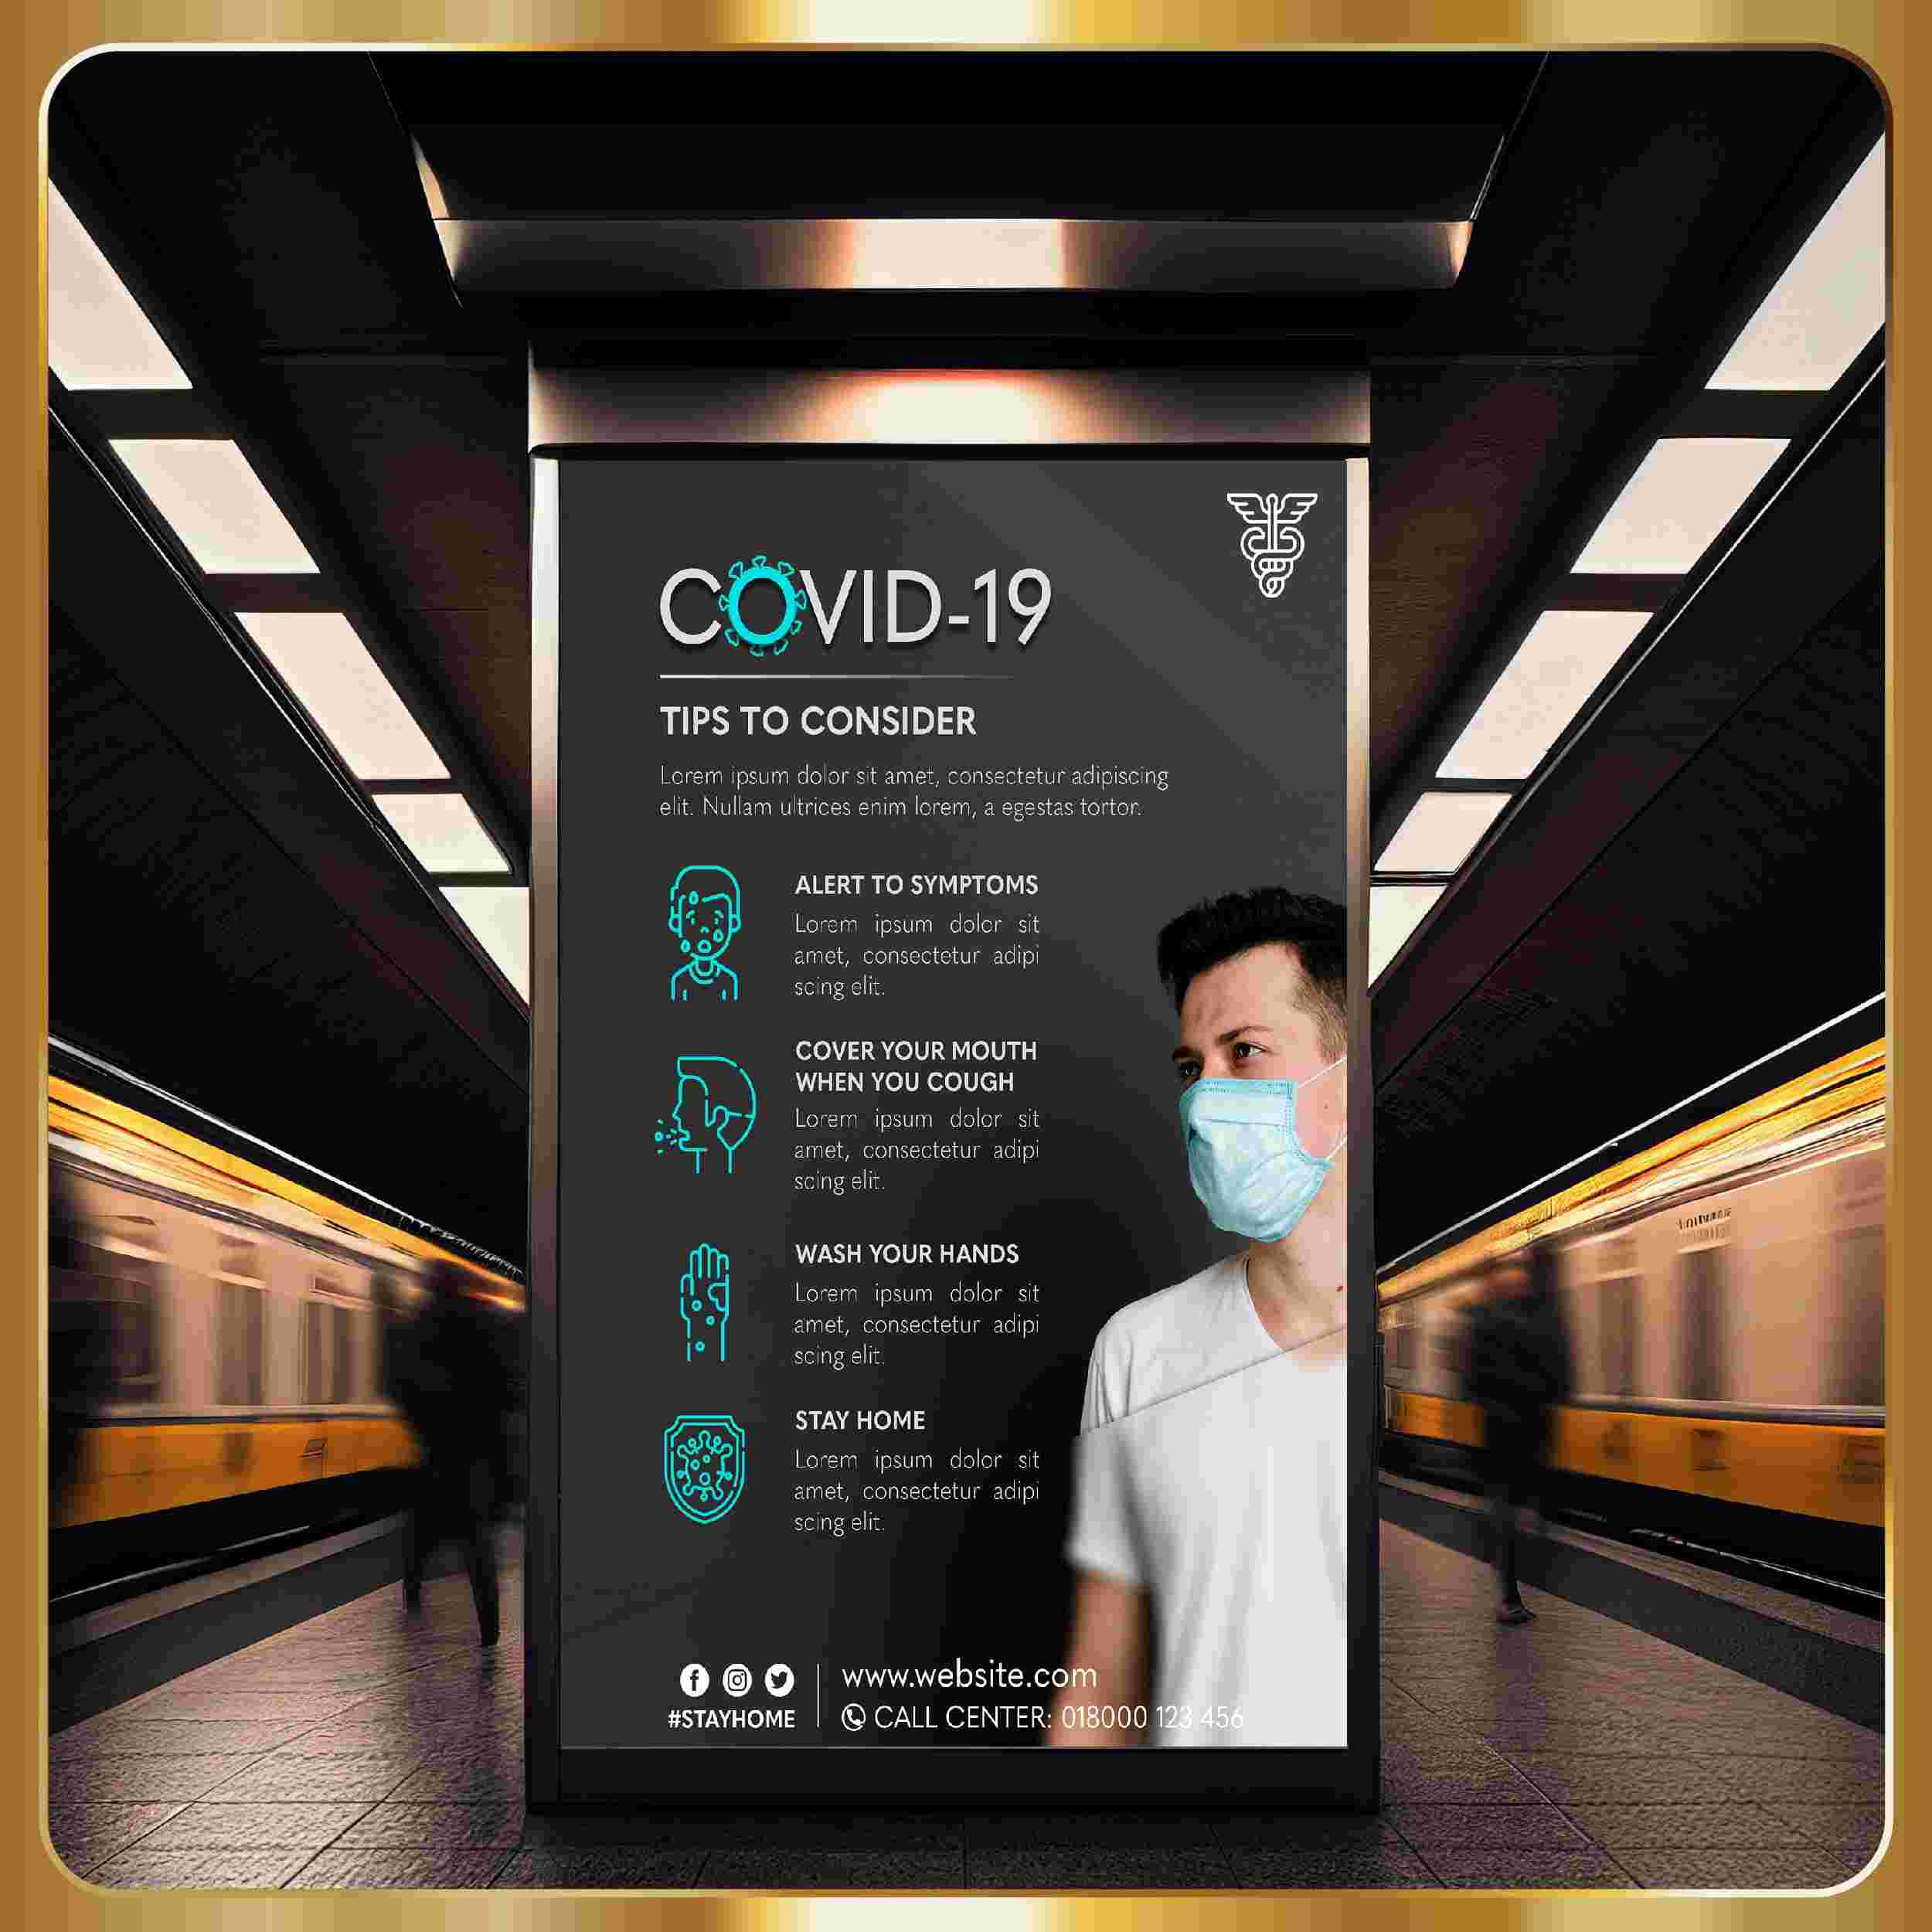 COVID-19
TIPS TO CONSIDER
Lorem ipsum dolor sit amet, consectetur adipiscing
elit. Nullam ultrices enim lorem, a egestas tortor.
ALERT TO SYMPTOMS
Lorem ipsum dolor sit
amet, consectetur adipi
scing elit.
COVER YOUR MOUTH
WHEN YOU COUGH
Lorem ipsum dolor sit
amet, consectetur adipi
scing elit.
WASH YOUR HANDS
Lorem ipsum dolor sit
amet, consectetur adipi
scing elit.
STAY HOME
Lorem ipsum dolor sit
amet, consectetur adipi
scing elit.
www.website.com
#STAYHOME
CALL CENTER: 018000 123 456